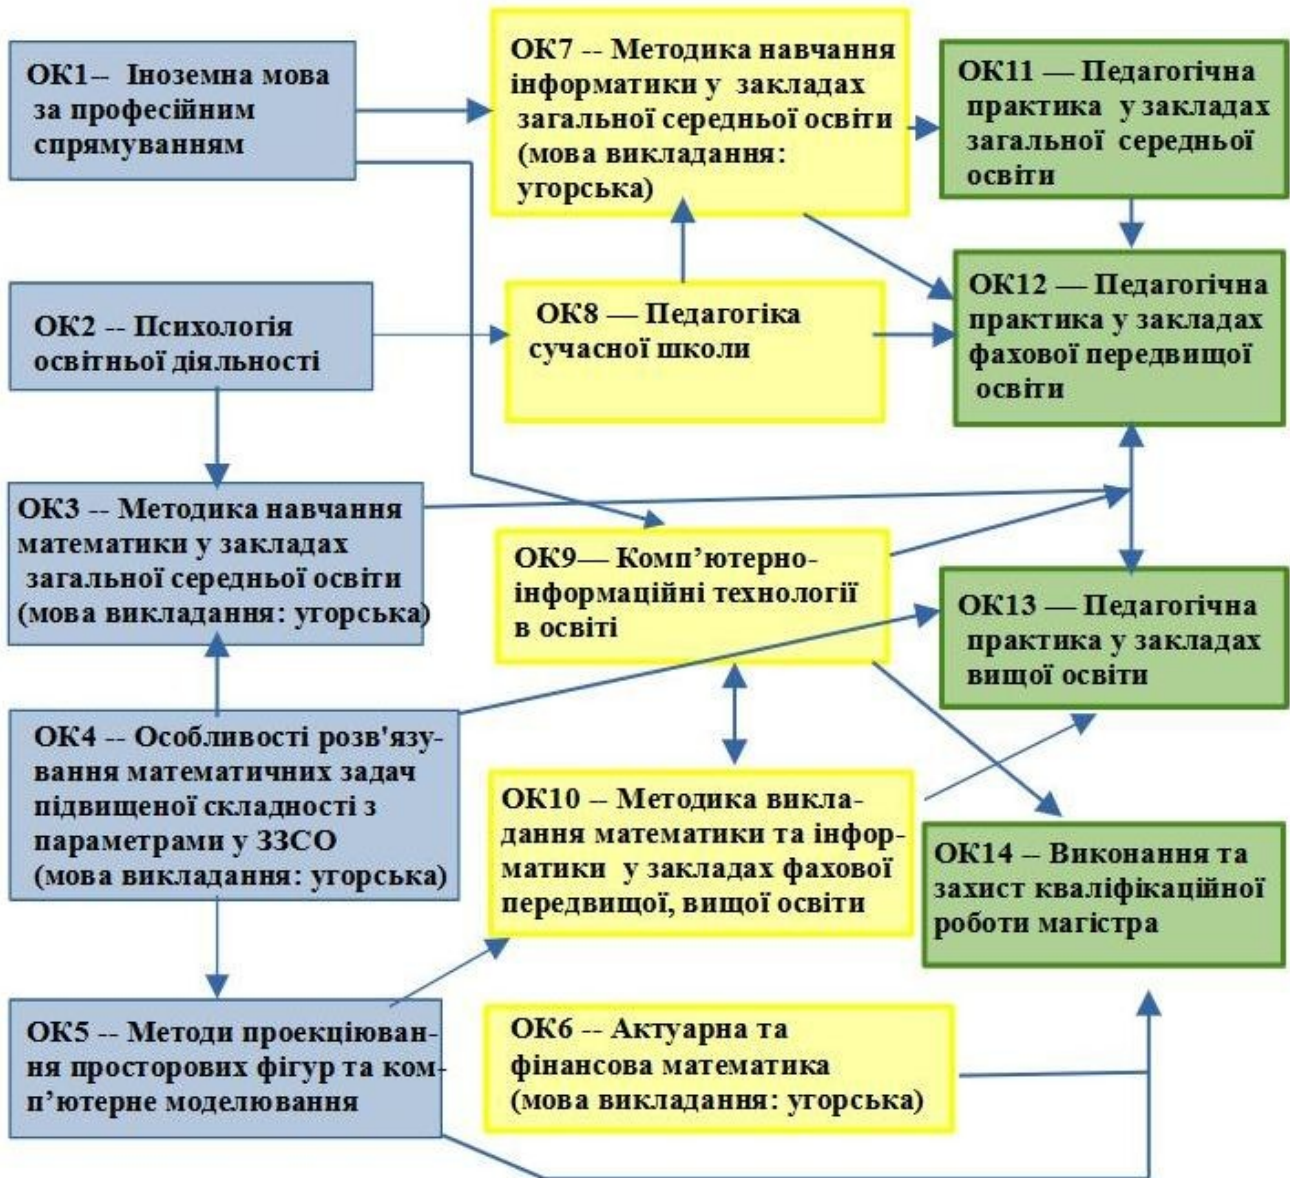 ОК1– Іноземна мова
за професійним
спрямуванням
ОК7 -- Методика навчання
інформатики у закладах
загальної середньої освіти
(мова викладання:
угорська)
ОК11 — Педагогічна
практика у закладах
загальної середньої
освіти
ОК2 -- Психологія
освітньої діяльності
ОК8 — Педагогіка
сучасної школи
ОК12 — Педагогічна
практика у закладах
фахової передвищої
освіти
ОК3 -- Методика навчання
математики у закладах
загальної середньої освіти
(мова викладання: угорська)
ОК9— Комп’ютерно-
інформаційні технології
в освіті
ОК13 — Педагогічна
практика у закладах
вищої освіти
ОК4 -- Особливості розв'язу-
вання математичних задач
підвищеної складності з
параметрами у ЗЗСО
(мова викладання: угорська)
ОК10 -- Методика викла-
дання математики та інфор-
матики у закладах фахової
передвищої, вищої освіти
ОК14 – Виконання та
захист кваліфікаційної
роботи магістра
ОК5 -- Методи проекціюван-
ня просторових фігур та ком-
п’ютерне моделювання
ОК6 -- Актуарна та
фінансова математика
(мова викладання: угорська)